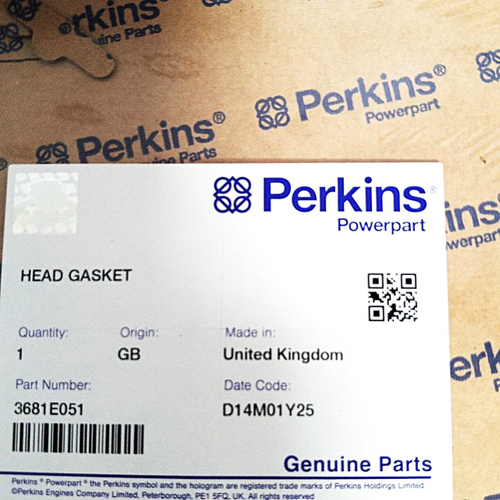 Perkins®
Genuine Parts
Perkins®
Powerpart
Perkins®
Genuine Parts
Perkins®
Powerpart
HEAD GASKET
Quantity: Origin: Made in:
1 GB United Kingdom
Part Number: Date Code:
3681E051 D14M01Y25
Genuine Parts
Perkins ® Powerpart ® the Perkins symbol and the hologram are registered trade marks of Perkins Holdings Limited
©Perkins Engines Company Limited, Peterborough, PE1 5FQ, UK. All rights reserved